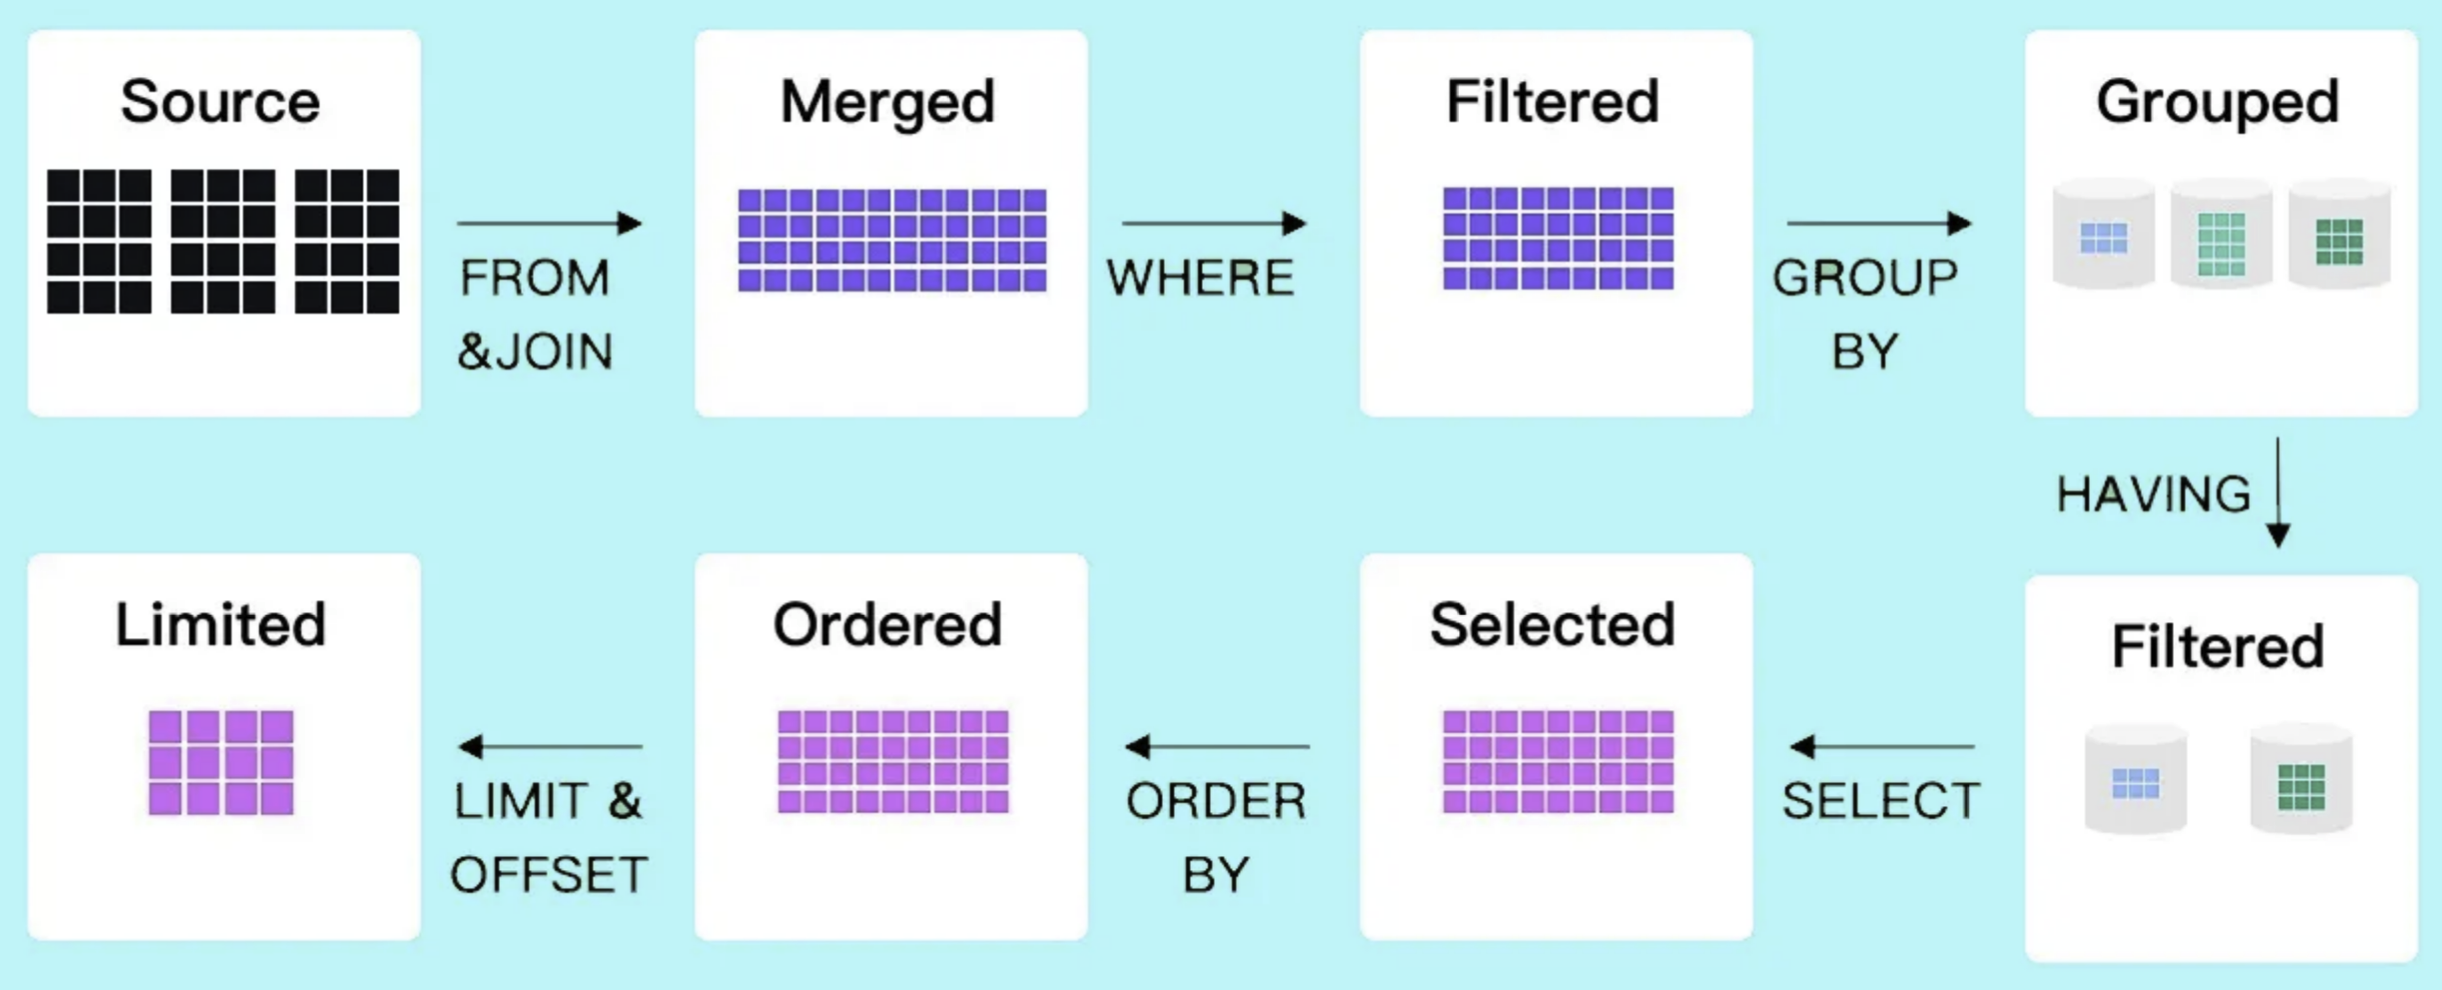 Source
FROM
&JOIN
Merged
WHERE
Filtered
GROUP
BY
Grouped
HAVING
Filtered
SELECT
Selected
ORDER
BY
Ordered
LIMIT &
OFFSET
Limited